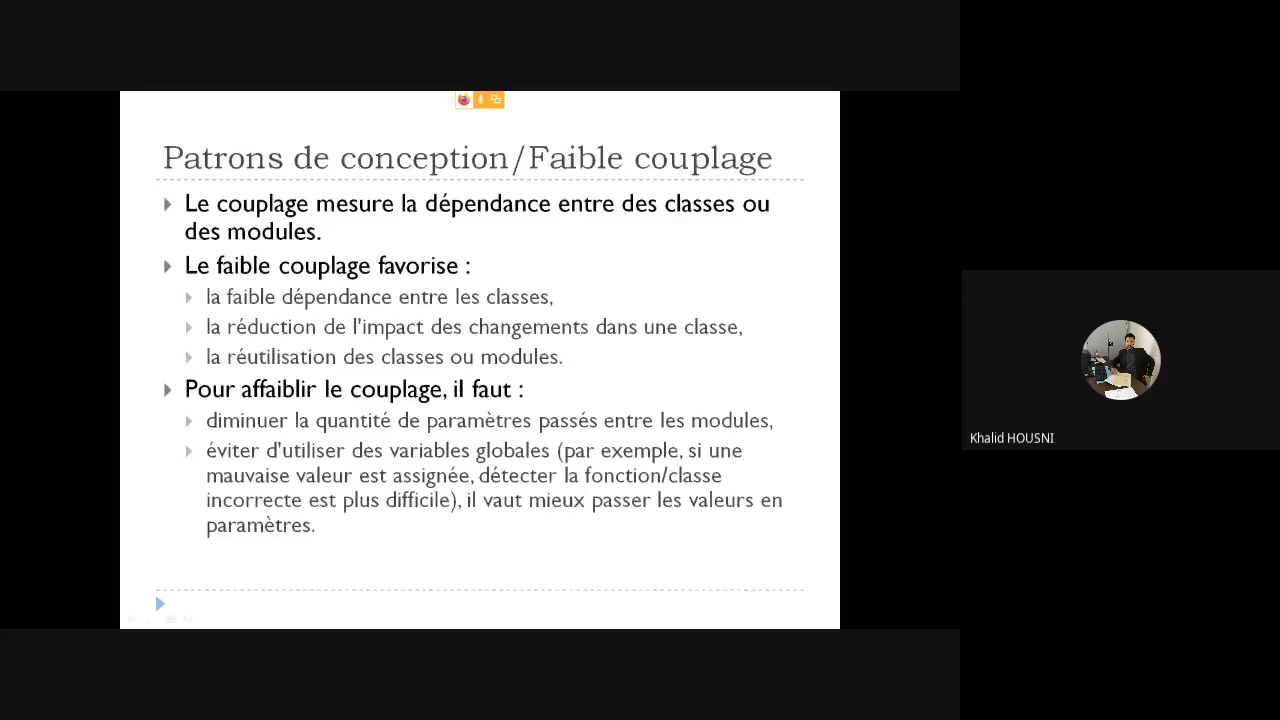 Patrons de conception/Faible couplage
Le couplage mesure la dépendance entre des classes ou
des modules.
Le faible couplage favorise :
la faible dépendance entre les classes,
la réduction de l'impact des changements dans une classe,
la réutilisation des classes ou modules.
Pour affaiblir le couplage, il faut :
diminuer la quantité de paramètres passés entre les modules,
éviter d'utiliser des variables globales (par exemple, si une
mauvaise valeur est assignée, détecter la fonction/classe
incorrecte est plus difficile), il vaut mieux passer les valeurs en
paramètres.
Khalid HOUSNI